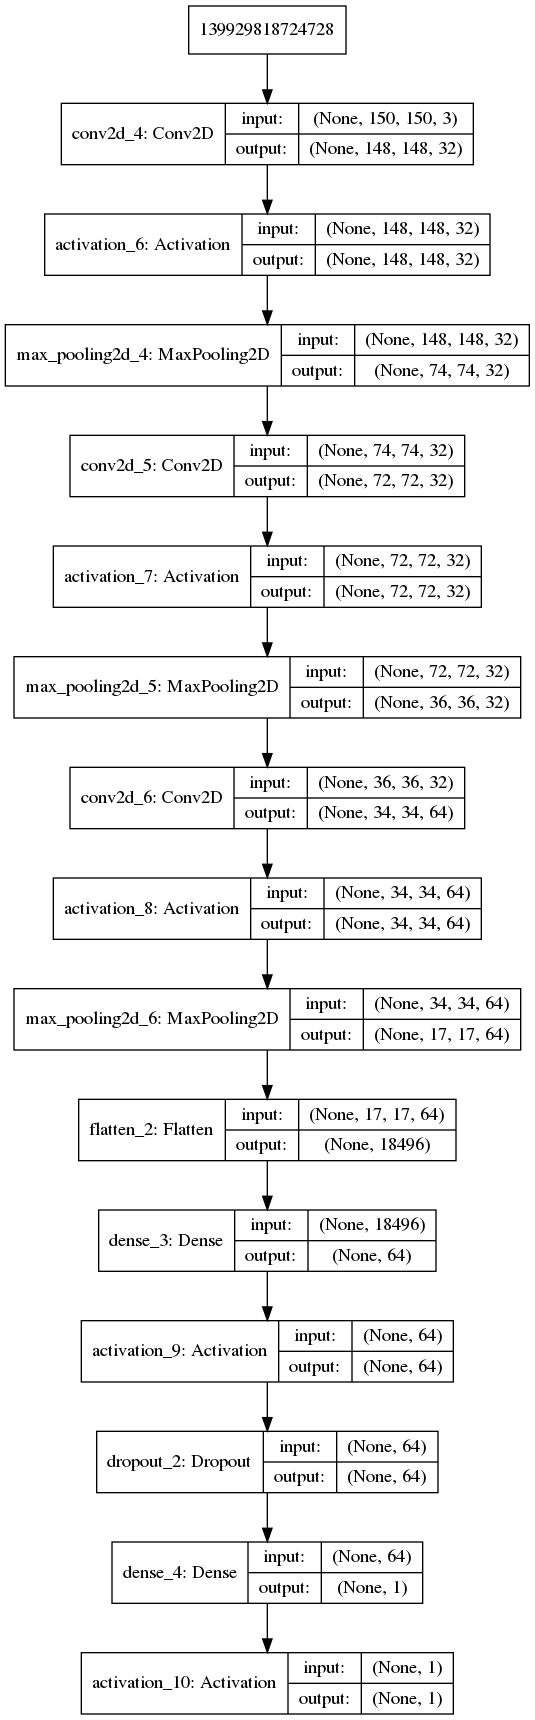 139929818724728
conv2d_4: Conv2D
input: (None, 150, 150, 3)
output: (None, 148, 148, 32)
activation_6: Activation
input: (None, 148, 148, 32)
output: (None, 148, 148, 32)
max_pooling2d_4: MaxPooling2D
input: (None, 148, 148, 32)
output: (None, 74, 74, 32)
conv2d_5: Conv2D
input: (None, 74, 74, 32)
output: (None, 72, 72, 32)
activation_7: Activation
input: (None, 72, 72, 32)
output: (None, 72, 72, 32)
max_pooling2d_5: MaxPooling2D
input: (None, 72, 72, 32)
output: (None, 36, 36, 32)
conv2d_6: Conv2D
input: (None, 36, 36, 32)
output: (None, 34, 34, 64)
activation_8: Activation
input: (None, 34, 34, 64)
output: (None, 34, 34, 64)
max_pooling2d_6: MaxPooling2D
input: (None, 34, 34, 64)
output: (None, 17, 17, 64)
flatten_2: Flatten
input: (None, 17, 17, 64)
output: (None, 18496)
dense_3: Dense
input: (None, 18496)
output: (None, 64)
activation_9: Activation
input: (None, 64)
output: (None, 64)
dropout_2: Dropout
input: (None, 64)
output: (None, 64)
dense_4: Dense
input: (None, 64)
output: (None, 1)
activation_10: Activation
input: (None, 1)
output: (None, 1)